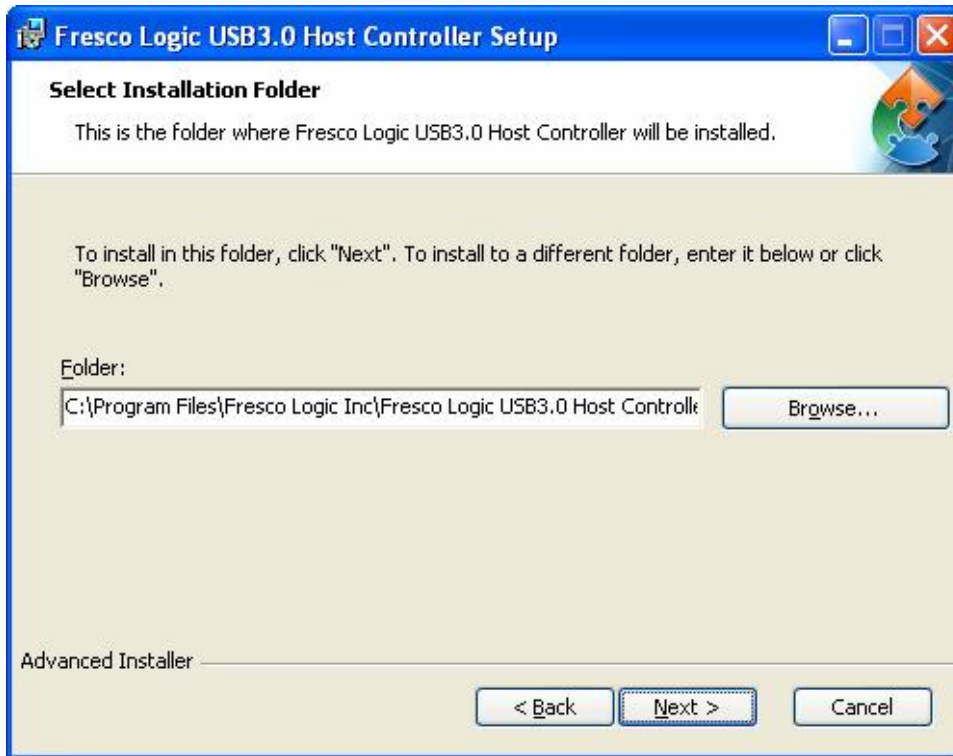 Fresco Logic USB3.0 Host Controller Setup
Select Installation Folder
This is the folder where Fresco Logic USB3.0 Host Controller will be installed.
To install in this folder, click "Next". To install to a different folder, enter it below or click
"Browse".
Folder:
C:\Program Files\Fresco Logic Inc\Fresco Logic USB3.0 Host Controlle
Browse...
Advanced Installer
< Back
Next >
Cancel